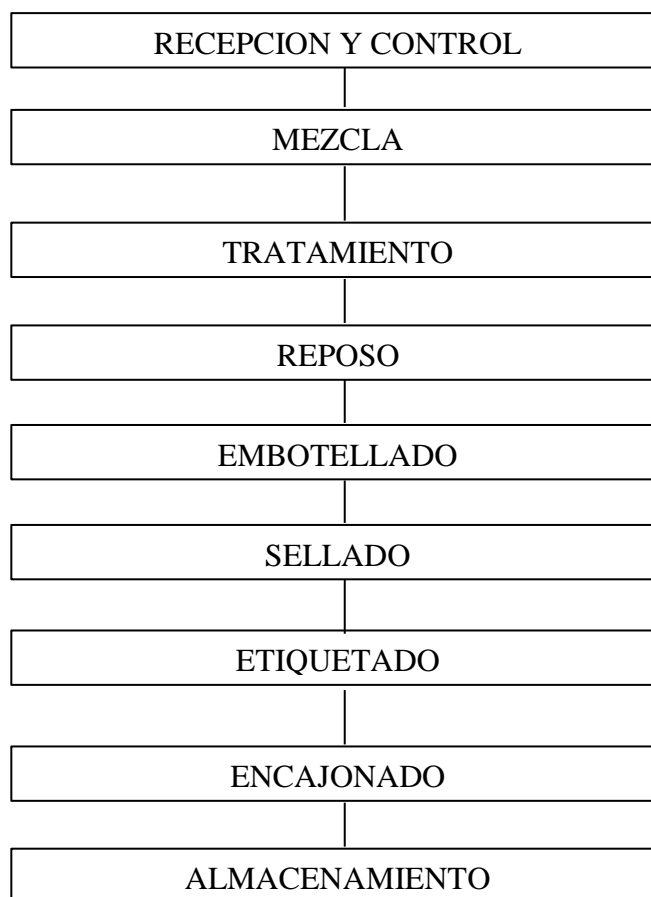 RECEPCION Y CONTROL
MEZCLA
TRATAMIENTO
REPOSO
EMBOTELLADO
SELLADO
ETIQUETADO
ENCAJONADO
ALMACENAMIENTO